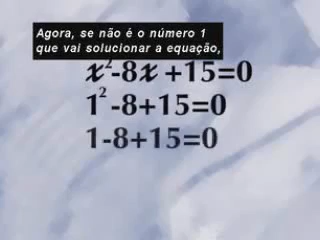 Agora, se não é o número 1
que vai solucionar a equação,
x²-8x+15=0
1²-8+15=0
1-8+15=0